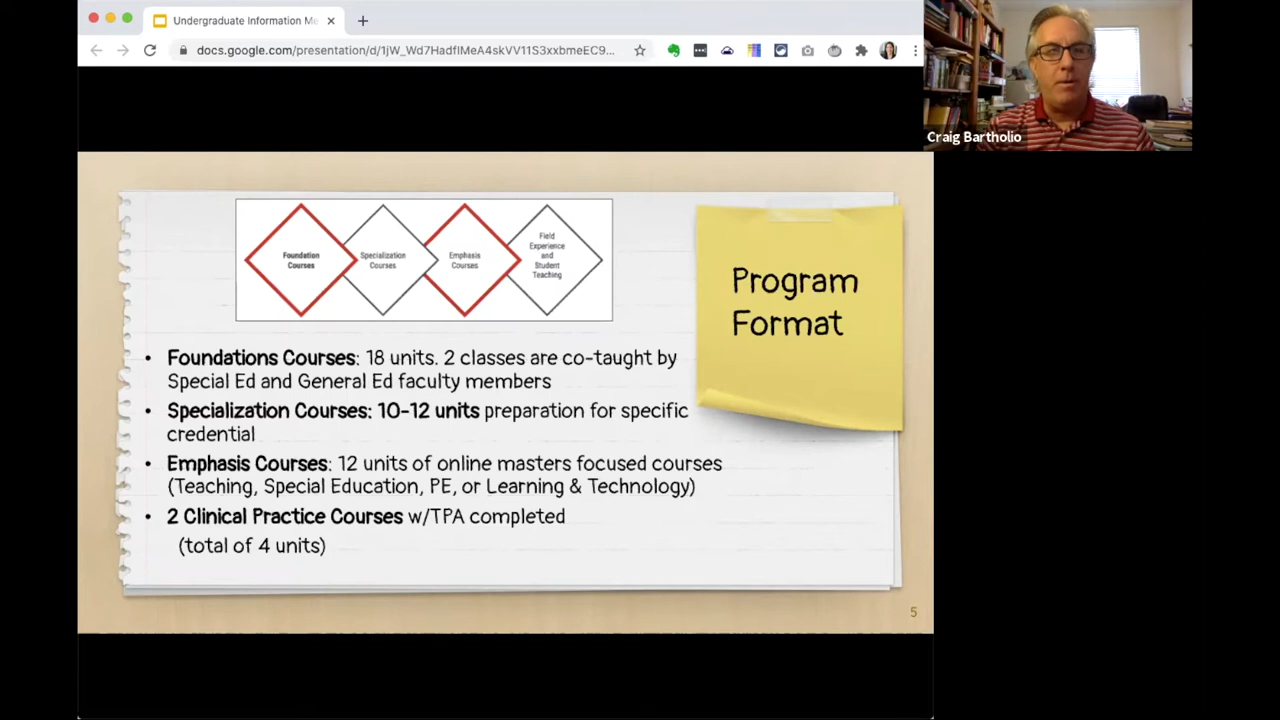 Undergraduate Information Me
docs.google.com/presentation/d/1jW_Wd7HadfIMeA4skVV11S3xxbmeEC9...
Craig Bartholio
Foundation
Courses
Specialization
Courses
Emphasis
Courses
Field
Experience
and
Student
Teaching
Program
Format
• Foundations Courses: 18 units. 2 classes are co-taught by
Special Ed and General Ed faculty members
• Specialization Courses: 10-12 units preparation for specific
credential
• Emphasis Courses: 12 units of online masters focused courses
(Teaching, Special Education, PE, or Learning & Technology)
• 2 Clinical Practice Courses w/TPA completed
(total of 4 units)
5